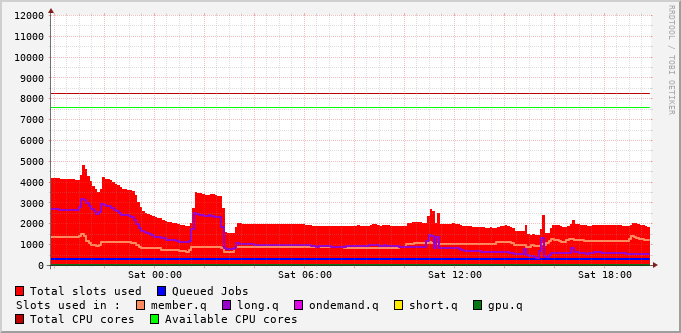 12000
11000
10000
9000
8000
7000
6000
5000
4000
3000
2000
1000
0
Sat 00:00 Sat 06:00 Sat 12:00 Sat 18:00
Total slots used Queued Jobs
Slots used in : member.q long.q ondemand.q short.q gpu.q
Total CPU cores Available CPU cores
RRDTOOL / TOBI OETIKER